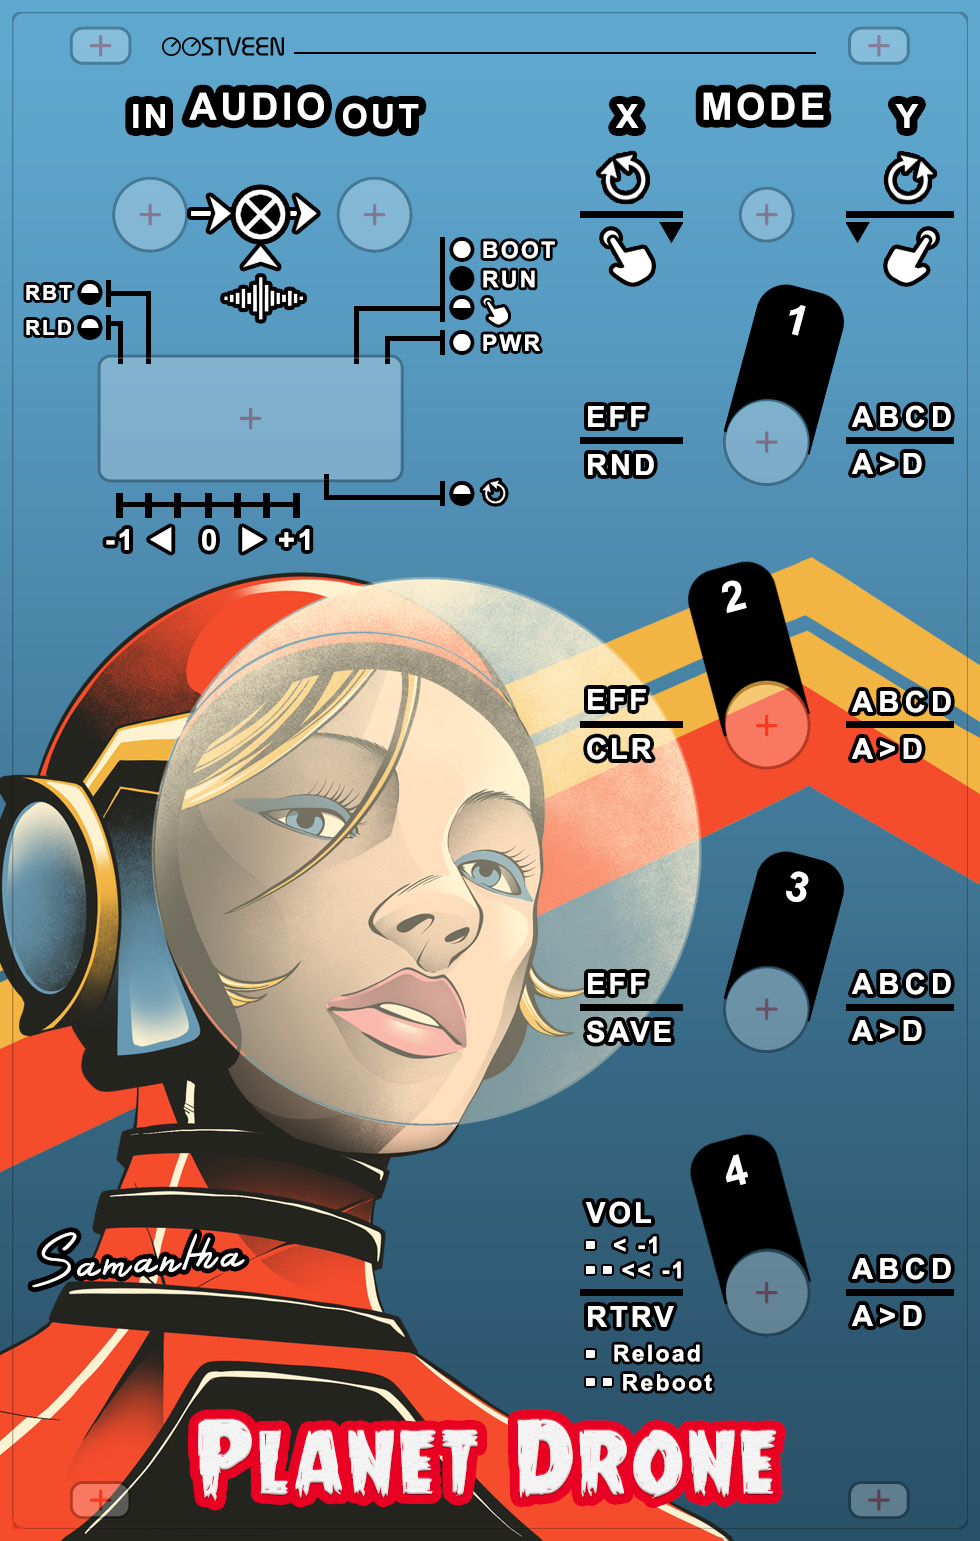 OOSTVEEN
IN AUDIO OUT
X MODE Y
BOOT
RUN
RBT
RLD
PWR
-1 0 +1
1
EFF ABCD
RND A>D
2
EFF ABCD
CLR A>D
3
EFF ABCD
SAVE A>D
4
VOL
< -1
<< -1 ABCD
RTRV A>D
Reload
Reboot
Samantha
PLANET DRONE